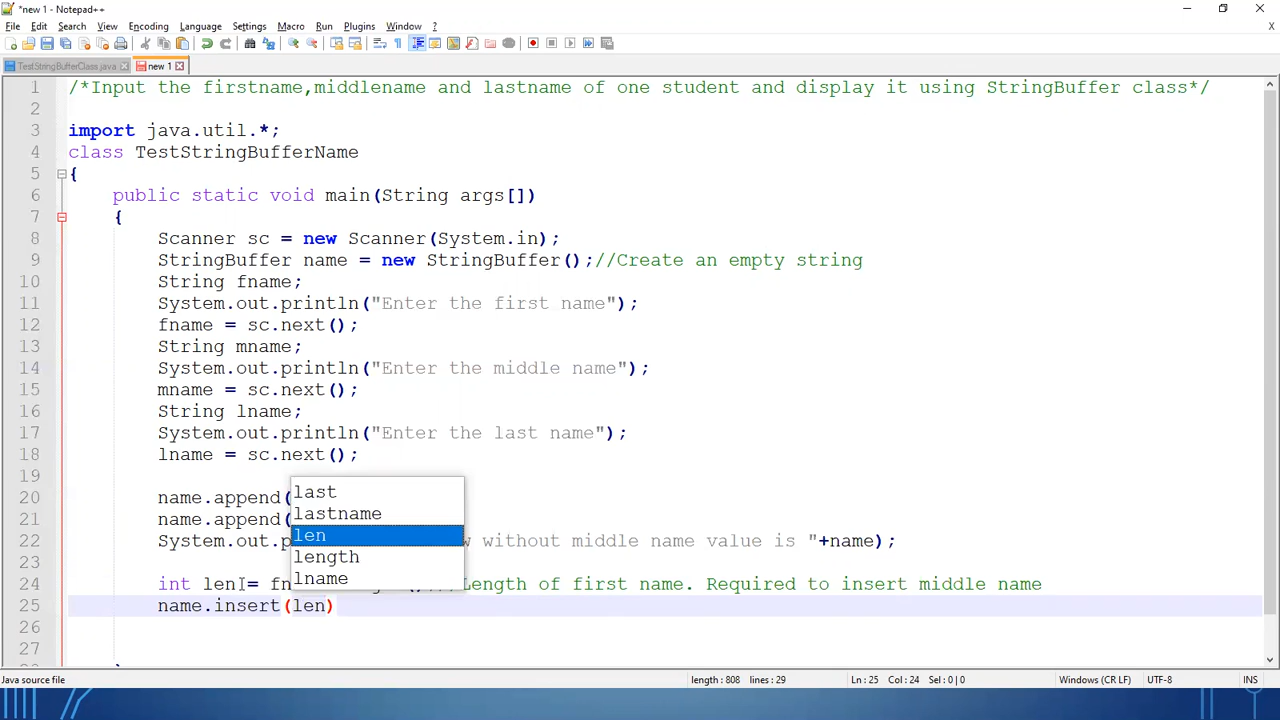 *new 1 - Notepad++
File Edit Search View Encoding Language Settings Macro Run Plugins Window ?
X
TestStringBufferClass.java new 1
1 /*Input the firstname,middlename and lastname of one student and display it using StringBuffer class*/
2
3 import java.util.*;
4 class TestStringBufferName
5 {
6 public static void main(String args[])
7 {
8 Scanner sc = new Scanner(System.in);
9 StringBuffer name = new StringBuffer();//Create an empty string
10 String fname;
11 System.out.println("Enter the first name");
12 fname = sc.next();
13 String mname;
14 System.out.println("Enter the middle name");
15 mname = sc.next();
16 String lname;
17 System.out.println("Enter the last name");
18 lname = sc.next();
19
20 name.append(
21 name.append(
22 System.out. without middle name value is "+name);
last
lastname
len
length
lname
24 int len= Length of first name. Required to insert middle name
25 name.insert(len)
26
27
Java source file length : 808 lines : 29 Ln : 25 Col : 24 Sel : 0 | 0 Windows (CR LF) UTF-8 INS